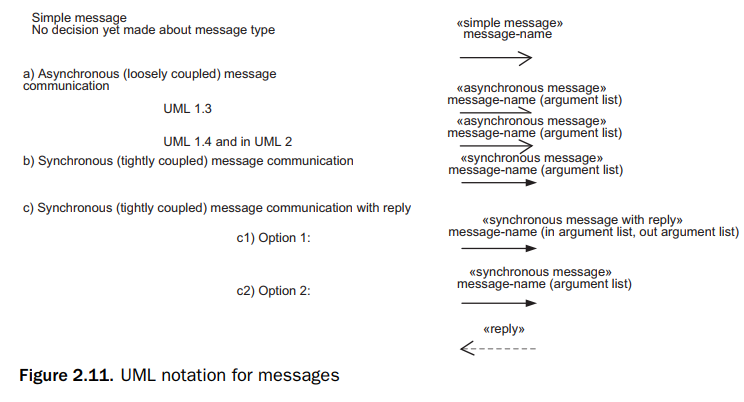 Simple message
No decision yet made about message type
«simple message»
message-name
a) Asynchronous (loosely coupled) message
communication
«asynchronous message»
message-name (argument list)
UML 1.3
«asynchronous message»
message-name (argument list)
UML 1.4 and in UML 2
b) Synchronous (tightly coupled) message communication
«synchronous message»
message-name (argument list)
c) Synchronous (tightly coupled) message communication with reply
«synchronous message with reply»
message-name (in argument list, out argument list)
c1) Option 1:
«synchronous message»
message-name (argument list)
c2) Option 2:
«reply»
Figure 2.11. UML notation for messages